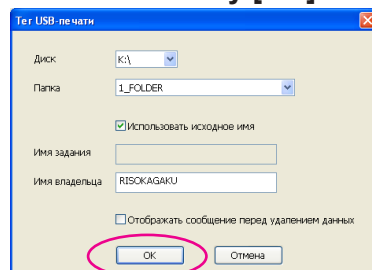 Тег USB-печати
Диск K:\
Папка 1_FOLDER
Использовать исходное имя
Имя задания
Имя владельца RISOKAGAKU
Отображать сообщение перед удалением данных
OK Отмена